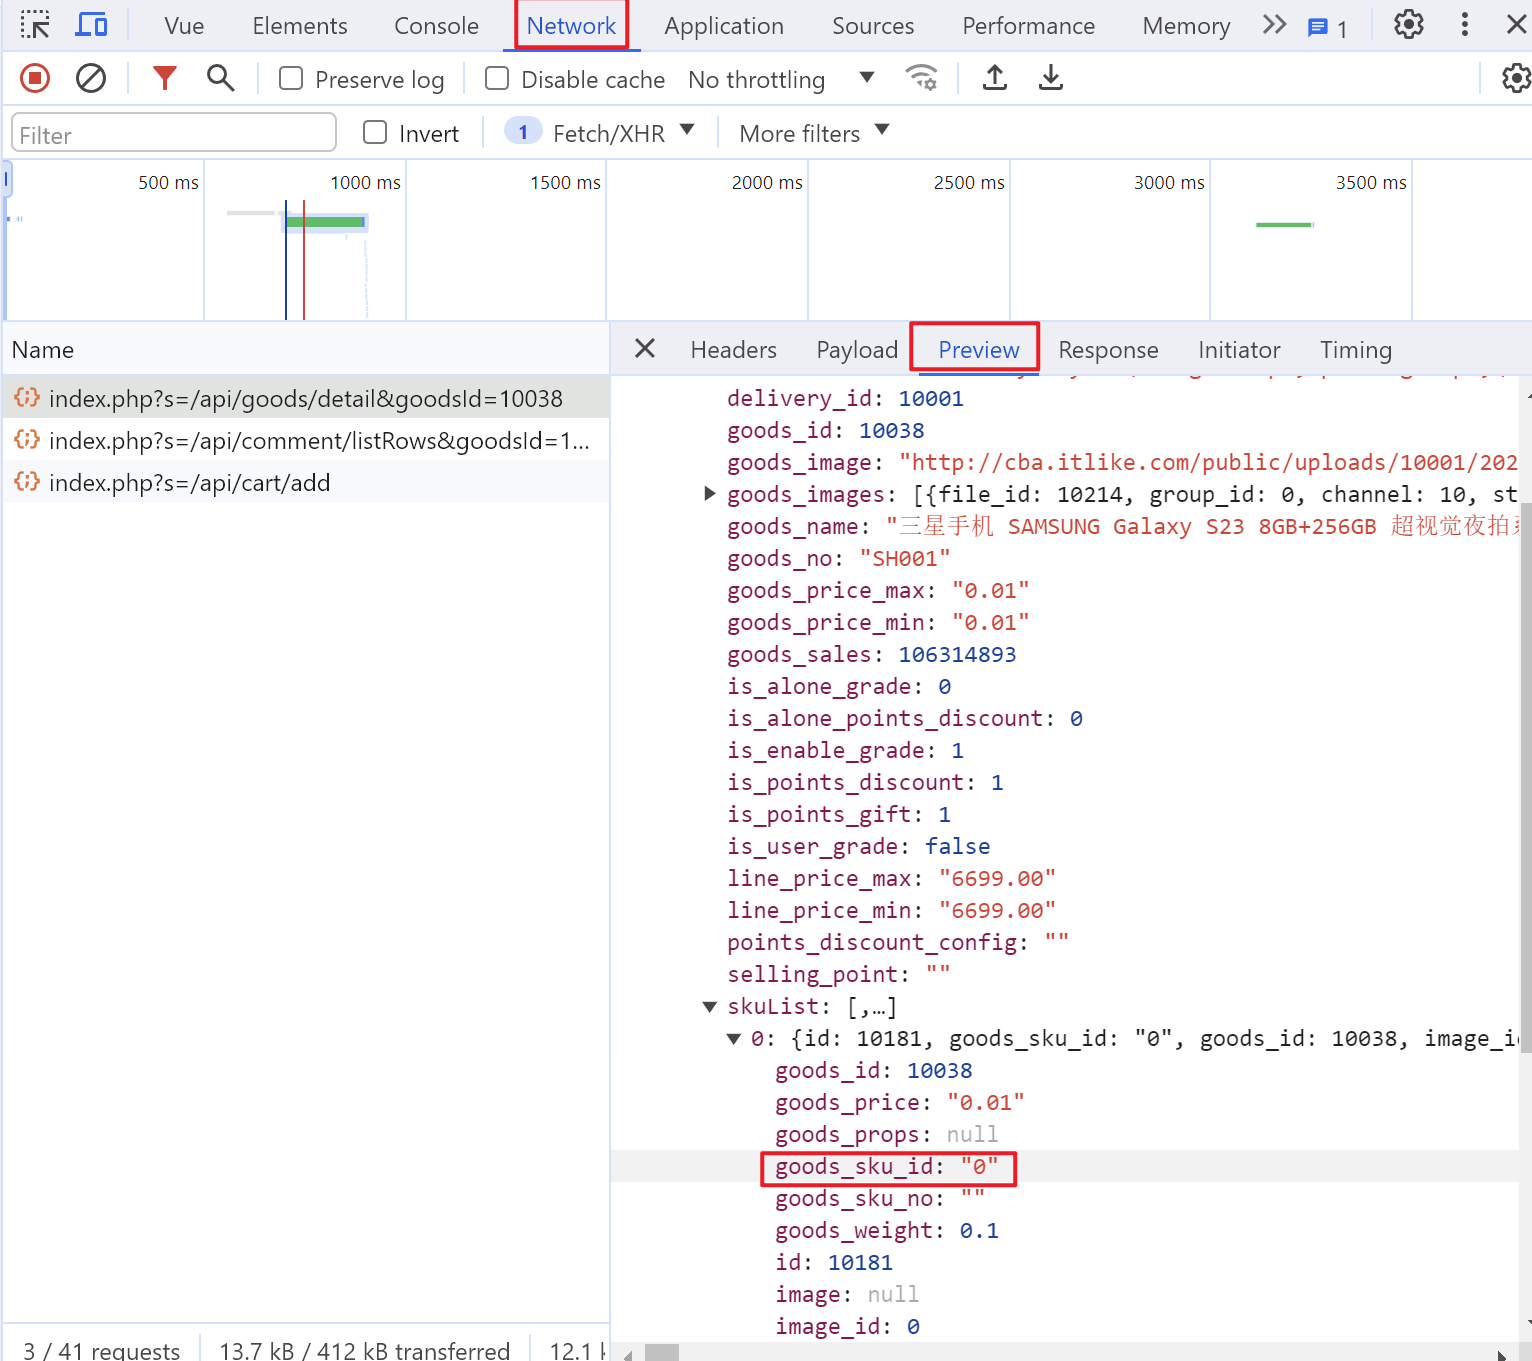 Vue Elements Console Network Application Sources Performance Memory 1
Preserve log Disable cache No throttling
Filter Invert 1 Fetch/XHR More filters
500 ms 1000 ms 1500 ms 2000 ms 2500 ms 3000 ms 3500 ms
Name
Headers Payload Preview Response Initiator Timing
index.php?s=/api/goods/detail&goodsId=10038
index.php?s=/api/comment/listRows&goodsId=1...
index.php?s=/api/cart/add
delivery_id: 10001
goods_id: 10038
goods_image: "http://cba.itlike.com/public/uploads/10001/202
goods_images: [{file_id: 10214, group_id: 0, channel: 10, st
goods_name: "三星手机 SAMSUNG Galaxy S23 8GB+256GB 超视觉夜拍
goods_no: "SH001"
goods_price_max: "0.01"
goods_price_min: "0.01"
goods_sales: 106314893
is_alone_grade: 0
is_alone_points_discount: 0
is_enable_grade: 1
is_points_discount: 1
is_points_gift: 1
is_user_grade: false
line_price_max: "6699.00"
line_price_min: "6699.00"
points_discount_config: ""
selling_point: ""
skuList: [,…]
0: {id: 10181, goods_sku_id: "0", goods_id: 10038, image_i
goods_id: 10038
goods_price: "0.01"
goods_props: null
goods_sku_id: "0"
goods_sku_no: ""
goods_weight: 0.1
id: 10181
image: null
image_id: 0
3 / 41 requests 13.7 kB / 412 kB transferred 12.1